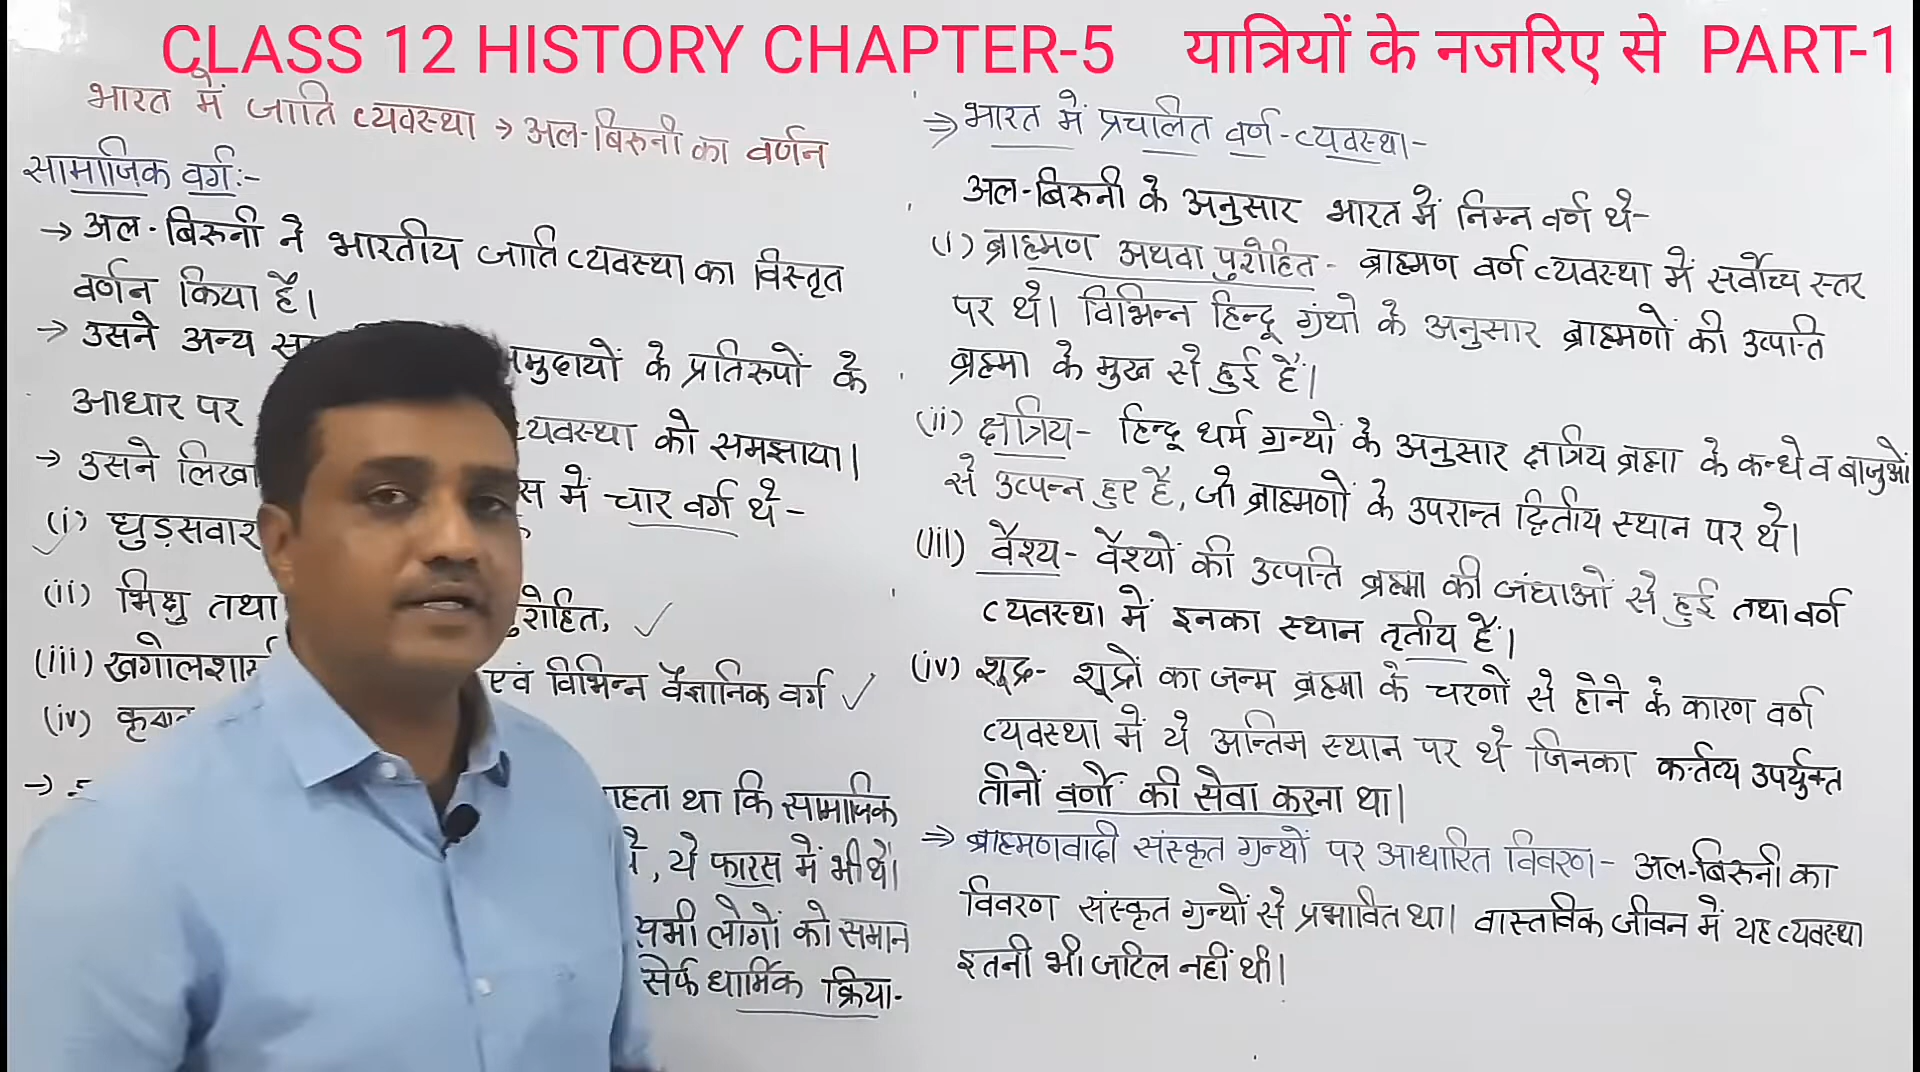 CLASS 12 HISTORY CHAPTER-5 यात्रियों के नजरिए से PART-1
भारत में जाति व्यवस्था → अल-बिरुनी का वर्णन
सामाजिक वर्ग:-
→ अल-बिरुनी ने भारतीय जाति व्यवस्था का विस्तृत
वर्णन किया है।
→ उसने अन्य समुदायों के प्रतिरुपों के
आधार पर व्यवस्था को समझाया।
→ उसने लिखा में चार वर्ग थे-
(i) घुड़सवार
(ii) भिक्षु तथा पुरोहित,
(iii) एवं विभिन्न वैज्ञानिक वर्ग
(iv)
→ था कि सामाजिक
, ये फारस में भी थे।
सभी लोगों को समान
सिर्फ धार्मिक क्रिया-
⇒ भारत में प्रचलित वर्ण-व्यवस्था-
अल-बिरुनी के अनुसार भारत में निम्न वर्ण थे-
(i) ब्राह्मण अथवा पुरोहित- ब्राह्मण वर्ण व्यवस्था में सर्वोच्च स्तर
पर थे। विभिन्न हिन्दू ग्रंथो के अनुसार ब्राह्मणों की उत्पत्ति
ब्रह्मा के मुख से हुई है।
(ii) क्षत्रिय- हिन्दू धर्म ग्रन्थों के अनुसार क्षत्रिय ब्रह्मा के कन्धे व बाजुओं
से उत्पन्न हुए है, जो ब्राह्मणों के उपरान्त द्वितीय स्थान पर थे।
(iii) वैश्य- वैश्यों की उत्पत्ति ब्रह्मा की जंघाओं से हुई तथा वर्ण
व्यवस्था में इनका स्थान तृतीय हैं।
(iv) शूद्र- शूद्रों का जन्म ब्रह्मा के चरणों से होने के कारण वर्ण
व्यवस्था में ये अन्तिम स्थान पर थे जिनका कर्तव्य उपर्युक्त
तीनों वर्णों की सेवा करना था।
⇒ ब्राह्मणवादी संस्कृत ग्रन्थों पर आधारित विवरण- अल-बिरुनी का
विवरण संस्कृत ग्रन्थों से प्रभावित था। वास्तविक जीवन में यह व्यवस्था
इतनी भी जटिल नहीं थी।